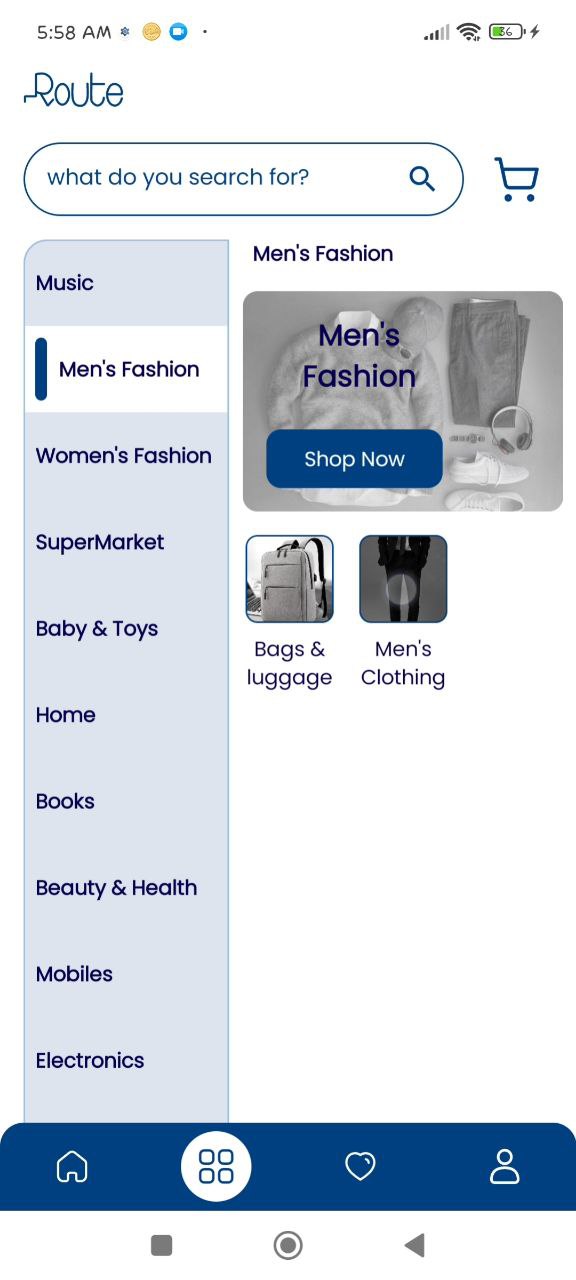 5:58 AM
36
Route
what do you search for?
Music
Men's Fashion
Women's Fashion
SuperMarket
Baby & Toys
Home
Books
Beauty & Health
Mobiles
Electronics
Men's Fashion
Men's
Fashion
Shop Now
Bags &
luggage
Men's
Clothing